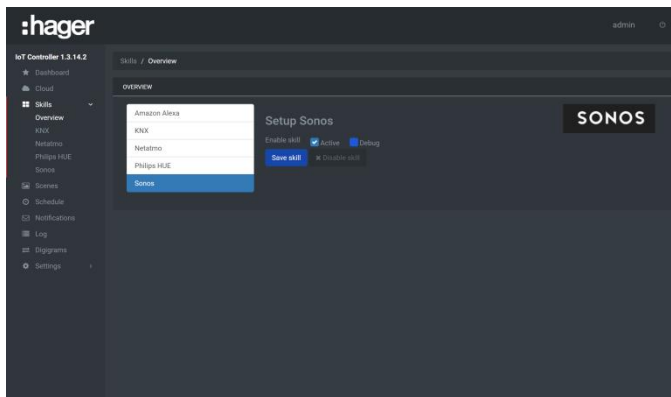 :hager
admin
IoT Controller 1.3.14.2
Dashboard
Cloud
Skills
Overview
KNX
Netatmo
Philips HUE
Sonos
Scenes
Schedule
Notifications
Log
Digigrams
Settings
Skills / Overview
OVERVIEW
Amazon Alexa
KNX
Netatmo
Philips HUE
Sonos
Setup Sonos
Enable skill Active Debug
Save skill × Disable skill
SONOS